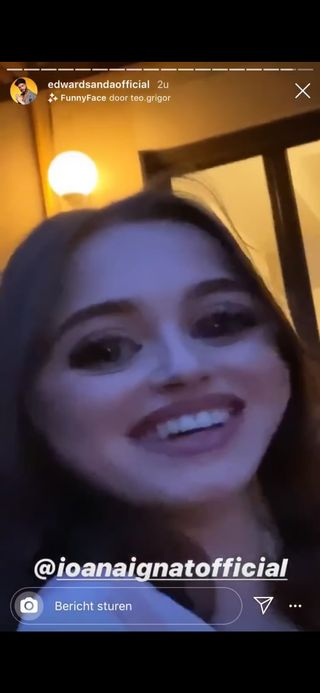 edwardsandaofficial 2u
FunnyFace door teo.grigor
@ioanaignatofficial
Bericht sturen